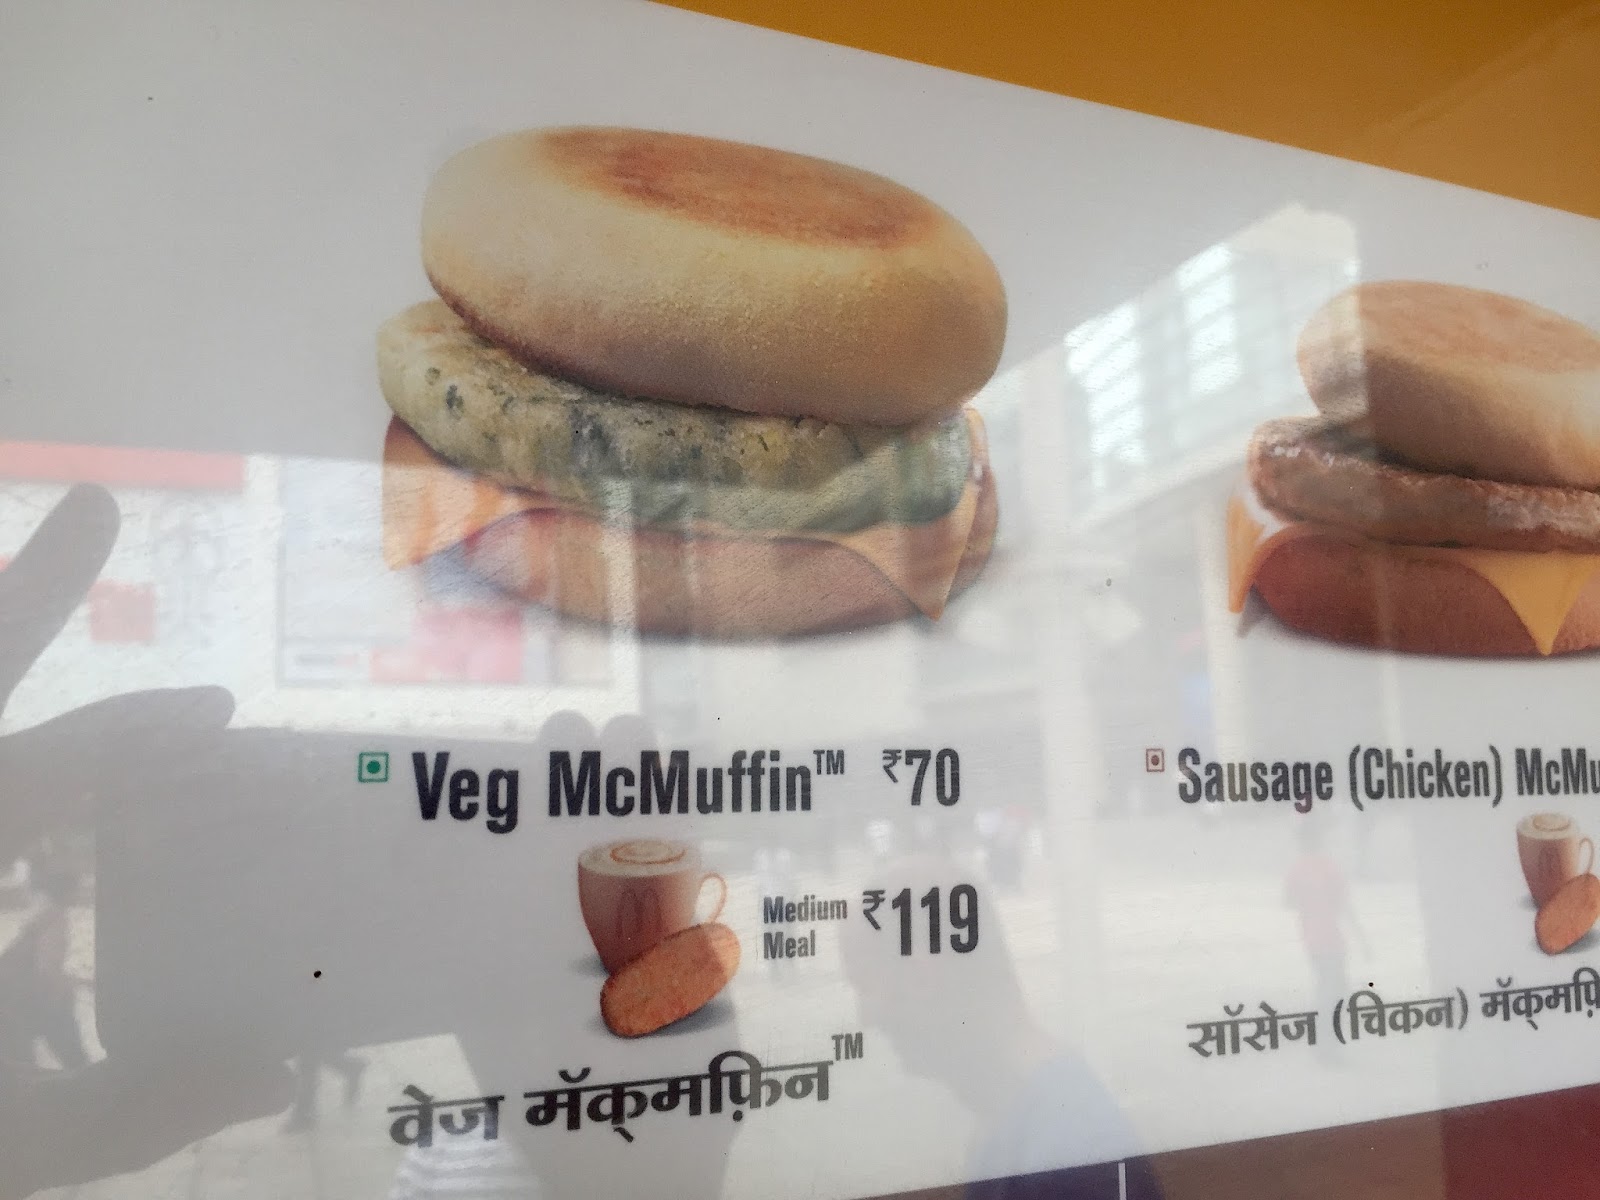 Veg McMuffin™ ₹70
Medium
Meal
₹119
वेज मॅक्‌मफ़िन™
Sausage (Chicken)
सॉसेज (चिकन)